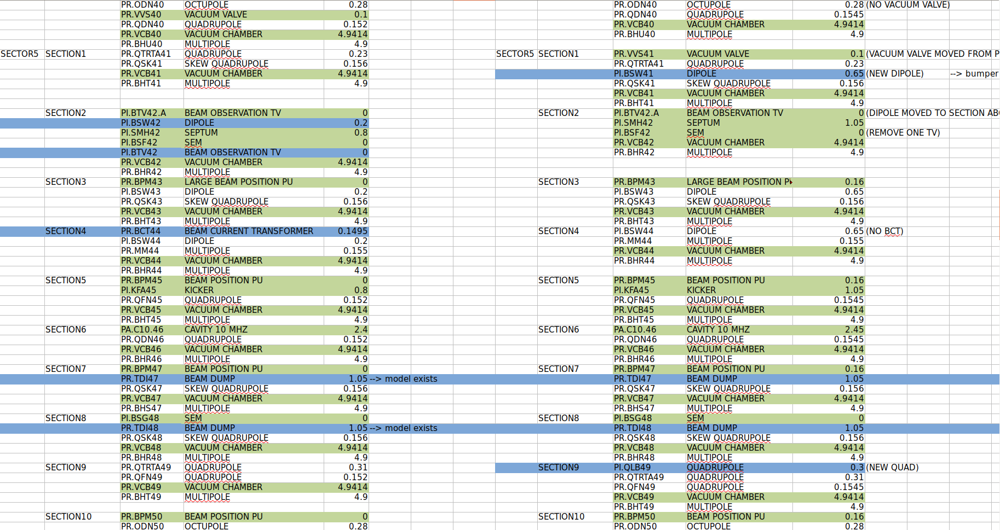 PR.ODN40 OCTUPOLE 0.28 PR.ODN40 OCTUPOLE 0.28 (NO VACUUM VALVE)
PR.VVS40 VACUUM VALVE 0.1 PR.QDN40 QUADRUPOLE 0.1545
PR.QDN40 QUADRUPOLE 0.152 PR.VCB40 VACUUM CHAMBER 4.9414
PR.VCB40 VACUUM CHAMBER 4.9414 PR.BHU40 MULTIPOLE 4.9
PR.BHU40 MULTIPOLE 4.9
SECTOR5 SECTION1 PR.QTRTA41 QUADRUPOLE 0.23 SECTOR5 SECTION1 PR.VVS41 VACUUM VALVE 0.1 (VACUUM VALVE MOVED FROM P
PR.QSK41 SKEW QUADRUPOLE 0.156 PR.QTRTA41 QUADRUPOLE 0.23
PR.VCB41 VACUUM CHAMBER 4.9414 PI.BSW41 DIPOLE 0.65 (NEW DIPOLE) --> bumper
PR.BHT41 MULTIPOLE 4.9 PR.QSK41 SKEW QUADRUPOLE 0.156
PR.VCB41 VACUUM CHAMBER 4.9414
PR.BHT41 MULTIPOLE 4.9
SECTION2 PI.BTV42.A BEAM OBSERVATION TV 0 SECTION2 PI.BTV42.A BEAM OBSERVATION TV 0 (DIPOLE MOVED TO SECTION AB
PI.BSW42 DIPOLE 0.2 PI.SMH42 SEPTUM 1.05
PI.SMH42 SEPTUM 0.8 PI.BSF42 SEM 0 (REMOVE ONE TV)
PI.BSF42 SEM 0 PR.VCB42 VACUUM CHAMBER 4.9414
PI.BTV42 BEAM OBSERVATION TV 0 PR.BHR42 MULTIPOLE 4.9
PR.VCB42 VACUUM CHAMBER 4.9414
PR.BHR42 MULTIPOLE 4.9
SECTION3 PR.BPM43 LARGE BEAM POSITION PU 0 SECTION3 PR.BPM43 LARGE BEAM POSITION P 0.16
PI.BSW43 DIPOLE 0.2 PI.BSW43 DIPOLE 0.65
PR.QSK43 SKEW QUADRUPOLE 0.156 PR.QSK43 SKEW QUADRUPOLE 0.156
PR.VCB43 VACUUM CHAMBER 4.9414 PR.VCB43 VACUUM CHAMBER 4.9414
PR.BHT43 MULTIPOLE 4.9 PR.BHT43 MULTIPOLE 4.9
SECTION4 PR.BCT44 BEAM CURRENT TRANSFORMER 0.1495 SECTION4 PI.BSW44 DIPOLE 0.65 (NO BCT)
PI.BSW44 DIPOLE 0.2 PR.MM44 MULTIPOLE 0.155
PR.MM44 MULTIPOLE 0.155 PR.VCB44 VACUUM CHAMBER 4.9414
PR.VCB44 VACUUM CHAMBER 4.9414 PR.BHR44 MULTIPOLE 4.9
PR.BHR44 MULTIPOLE 4.9
SECTION5 PR.BPM45 BEAM POSITION PU 0 SECTION5 PR.BPM45 BEAM POSITION PU 0.16
PI.KFA45 KICKER 0.8 PI.KFA45 KICKER 1.05
PR.QFN45 QUADRUPOLE 0.152 PR.QFN45 QUADRUPOLE 0.1545
PR.VCB45 VACUUM CHAMBER 4.9414 PR.VCB45 VACUUM CHAMBER 4.9414
PR.BHT45 MULTIPOLE 4.9 PR.BHT45 MULTIPOLE 4.9
SECTION6 PA.C10.46 CAVITY 10 MHZ 2.4 SECTION6 PA.C10.46 CAVITY 10 MHZ 2.45
PR.QDN46 QUADRUPOLE 0.152 PR.QDN46 QUADRUPOLE 0.1545
PR.VCB46 VACUUM CHAMBER 4.9414 PR.VCB46 VACUUM CHAMBER 4.9414
PR.BHR46 MULTIPOLE 4.9 PR.BHR46 MULTIPOLE 4.9
SECTION7 PR.BPM47 BEAM POSITION PU 0 SECTION7 PR.BPM47 BEAM POSITION PU 0.16
PR.TDI47 BEAM DUMP 1.05 --> model exists PR.TDI47 BEAM DUMP 1.05
PR.QSK47 SKEW QUADRUPOLE 0.156 PR.QSK47 SKEW QUADRUPOLE 0.156
PR.VCB47 VACUUM CHAMBER 4.9414 PR.VCB47 VACUUM CHAMBER 4.9414
PR.BHS47 MULTIPOLE 4.9 PR.BHS47 MULTIPOLE 4.9
SECTION8 PI.BSG48 SEM 0 SECTION8 PI.BSG48 SEM 0
PR.TDI48 BEAM DUMP 1.05 --> model exists PR.TDI48 BEAM DUMP 1.05
PR.QSK48 SKEW QUADRUPOLE 0.156 PR.QSK48 SKEW QUADRUPOLE 0.156
PR.VCB48 VACUUM CHAMBER 4.9414 PR.VCB48 VACUUM CHAMBER 4.9414
PR.BHR48 MULTIPOLE 4.9 PR.BHR48 MULTIPOLE 4.9
SECTION9 PR.QTRTA49 QUADRUPOLE 0.31 SECTION9 PI.QLB49 QUADRUPOLE 0.3 (NEW QUAD)
PR.QFN49 QUADRUPOLE 0.152 PR.QTRTA49 QUADRUPOLE 0.31
PR.VCB49 VACUUM CHAMBER 4.9414 PR.QFN49 QUADRUPOLE 0.1545
PR.BHT49 MULTIPOLE 4.9 PR.VCB49 VACUUM CHAMBER 4.9414
PR.BHT49 MULTIPOLE 4.9
SECTION10 PR.BPM50 BEAM POSITION PU 0 SECTION10 PR.BPM50 BEAM POSITION PU 0.16
PR.ODN50 OCTUPOLE 0.28 PR.ODN50 OCTUPOLE 0.28